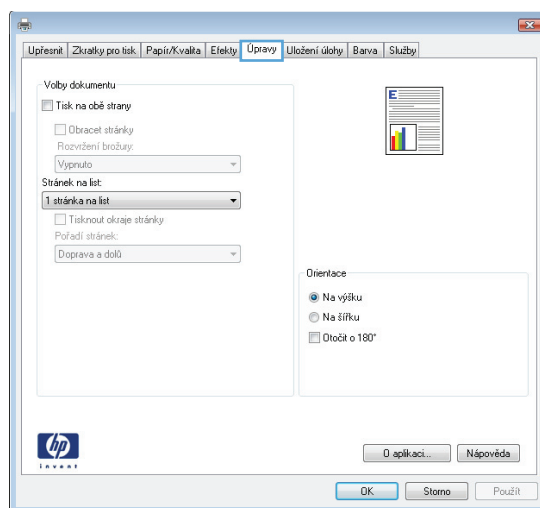 Upřesnit Zkratky pro tisk Papír/Kvalita Efekty Úpravy Uložení úlohy Barva Služby
Volby dokumentu
Tisk na obě strany
Obracet stránky
Rozvržení brožury:
Vypnuto
Stránek na list:
1 stránka na list
Tisknout okraje stránky
Pořadí stránek:
Doprava a dolů
E
Orientace
Na výšku
Na šířku
Otočit o 180°
hp
invent
O aplikaci... Nápověda
OK Storno Použít